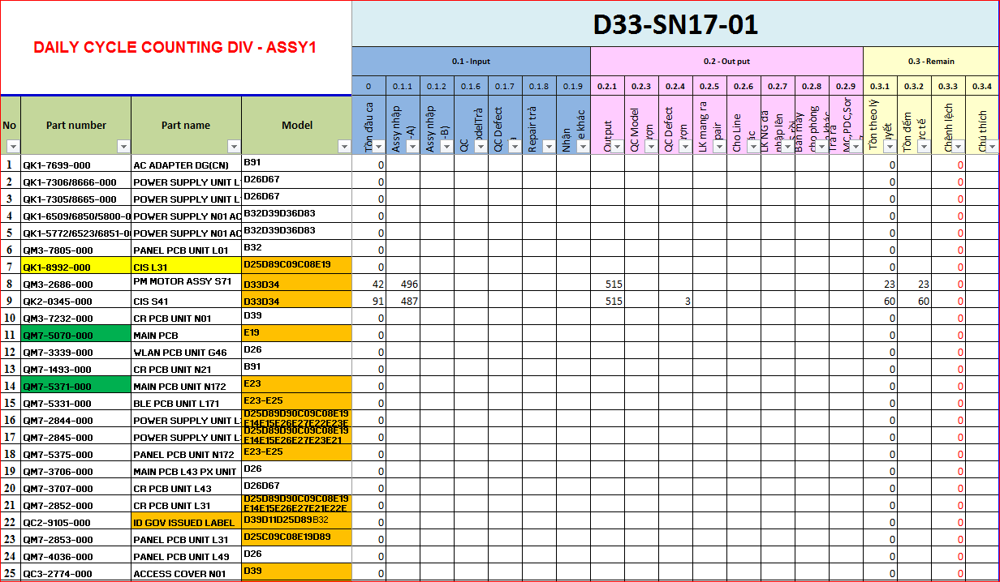 DAILY CYCLE COUNTING DIV - ASSY1
D33-SN17-01
0.1 - Input 0.2 - Out put 0.3 - Remain
0 0.1.1 0.1.2 0.1.6 0.1.7 0.1.8 0.1.9 0.2.1 0.2.3 0.2.4 0.2.5 0.2.6 0.2.7 0.2.8 0.2.9 0.3.1 0.3.2 0.3.3 0.3.4
No Part number Part name Model
Tồn đầu ca
Assy nhập
-A)
Assy nhập
-B)
QC
odelTrả
QC Defect
Repair trả
Nhận
e khác
Output
QC Model
ượn
QC Defect
ượn
LK mang ra
pair
Cho Line
LK NG đã
nhập lên
Bán máy
cho phòng
khác
Trả ra
MC,PDC,Sor
Tồn theo lý
uyết
Tồn đếm
ực tế
Chênh lệch
Chú thích
1 QK1-7699-000 AC ADAPTER DG(CN) B91 0 0 0
2 QK1-7306/8666-000 POWER SUPPLY UNIT L D26D67 0 0 0
3 QK1-7305/8665-000 POWER SUPPLY UNIT L D26D67 0 0 0
4 QK1-6509/6850/5800-0 POWER SUPPLY N01 AC B32D39D36D83 0 0 0
5 QK1-5772/6523/6851-0 POWER SUPPLY N01 AC B32D39D36D83 0 0 0
6 QM3-7805-000 PANEL PCB UNIT L01 B32 0 0 0
7 QK1-8992-000 CIS L31 D25D89C09C08E19 0 0 0
8 QM3-2686-000 PM MOTOR ASSY S71 D33D34 42 496 515 23 23 0
9 QK2-0345-000 CIS S41 D33D34 91 487 515 3 60 60 0
10 QM3-7232-000 CR PCB UNIT N01 D39 0 0 0
11 QM7-5070-000 MAIN PCB E19 0 0 0
12 QM7-3339-000 WLAN PCB UNIT G46 D26 0 0 0
13 QM7-1493-000 CR PCB UNIT N21 B91 0 0 0
14 QM7-5371-000 MAIN PCB UNIT N172 E23 0 0 0
15 QM7-5331-000 BLE PCB UNIT L171 E23-E25 0 0 0
16 QM7-2844-000 POWER SUPPLY UNIT L D25D89D90C09C08E19 0 0 0
E14E15E26E27E22E23E
17 QM7-2845-000 POWER SUPPLY UNIT L D25D89D90C09C08E19 0 0 0
E14E15E26E27E23E21
18 QM7-5375-000 PANEL PCB UNIT N172 E23-E25 0 0 0
19 QM7-3706-000 MAIN PCB L43 PX UNIT D26 0 0 0
20 QM7-3707-000 CR PCB UNIT L43 D26D67 0 0 0
21 QM7-2852-000 CR PCB UNIT L31 D25D89D90C09C08E19 0 0 0
E14E15E26E27E21E22E
22 QC2-9105-000 ID GOV ISSUED LABEL D39D11D25D89B32 0 0 0
23 QM7-2853-000 PANEL PCB UNIT L31 D25C09C08E19D89 0 0 0
24 QM7-4036-000 PANEL PCB UNIT L49 D26 0 0 0
25 QC3-2774-000 ACCESS COVER N01 D39 0 0 0